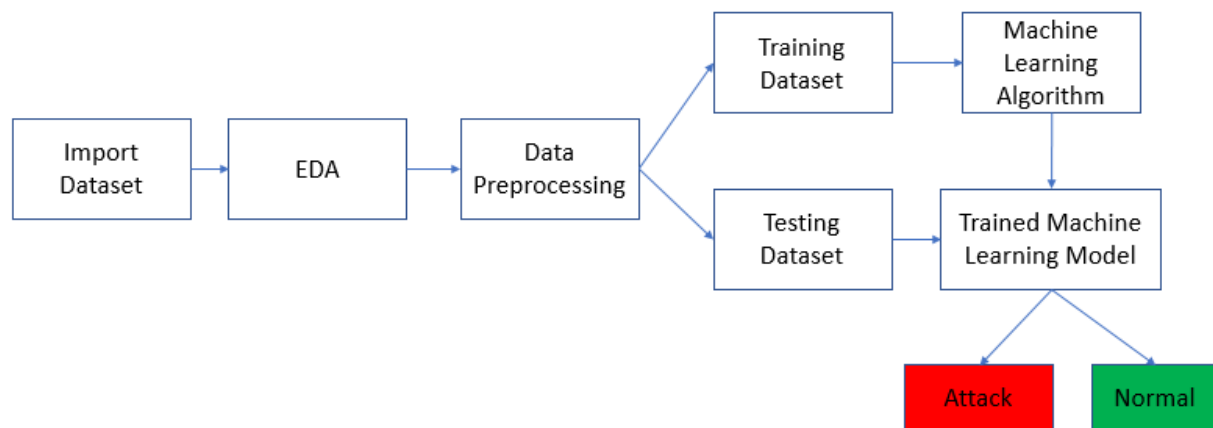 Import
Dataset
EDA
Data
Preprocessing
Training
Dataset
Machine
Learning
Algorithm
Testing
Dataset
Trained Machine
Learning Model
Attack
Normal